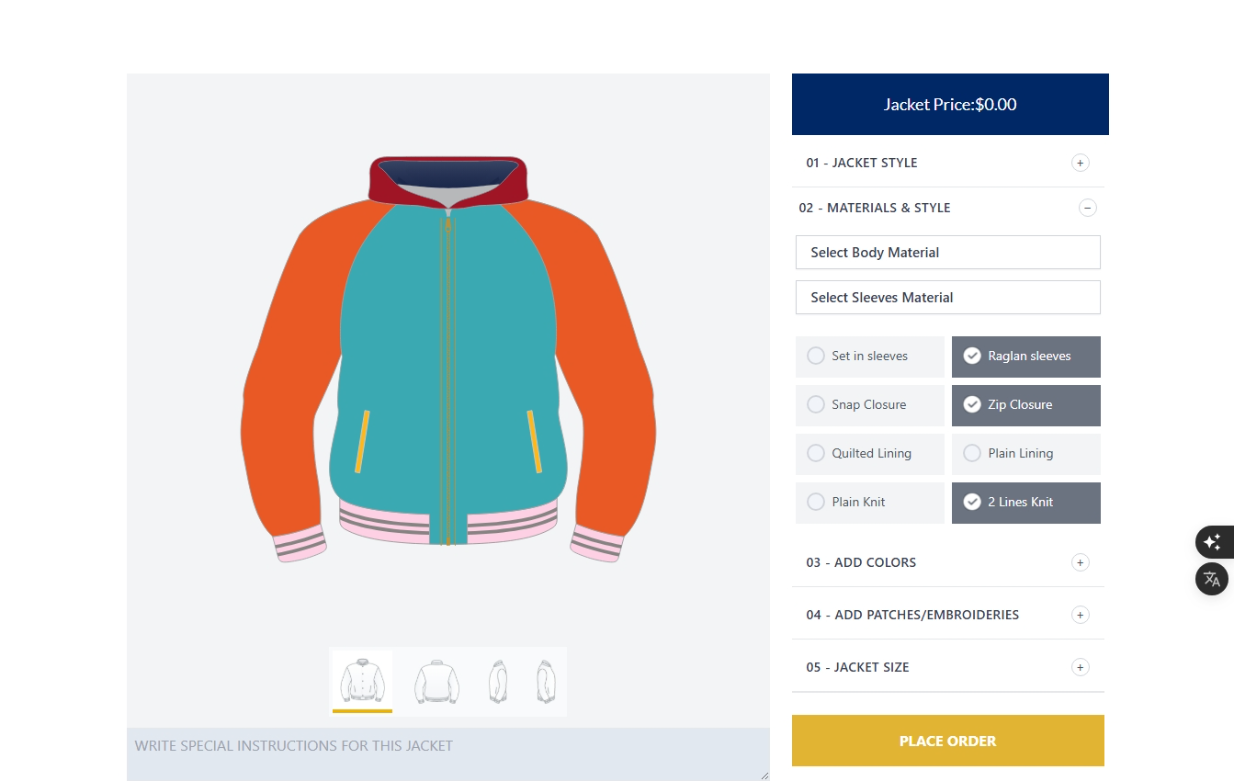 Jacket Price:$0.00
01 - JACKET STYLE
02 - MATERIALS & STYLE
Select Body Material
Select Sleeves Material
Set in sleeves
Raglan sleeves
Snap Closure
Zip Closure
Quilted Lining
Plain Lining
Plain Knit
2 Lines Knit
03 - ADD COLORS
04 - ADD PATCHES/EMBROIDERIES
05 - JACKET SIZE
WRITE SPECIAL INSTRUCTIONS FOR THIS JACKET
PLACE ORDER